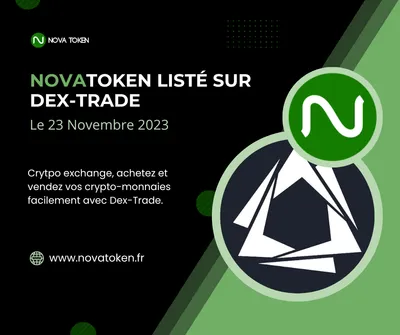 NOVA TOKEN
NOVATOKEN LISTÉ SUR
DEX-TRADE
Le 23 Novembre 2023
Crytpo exchange, achetez et
vendez vos crypto-monnaies
facilement avec Dex-Trade.
www.novatoken.fr